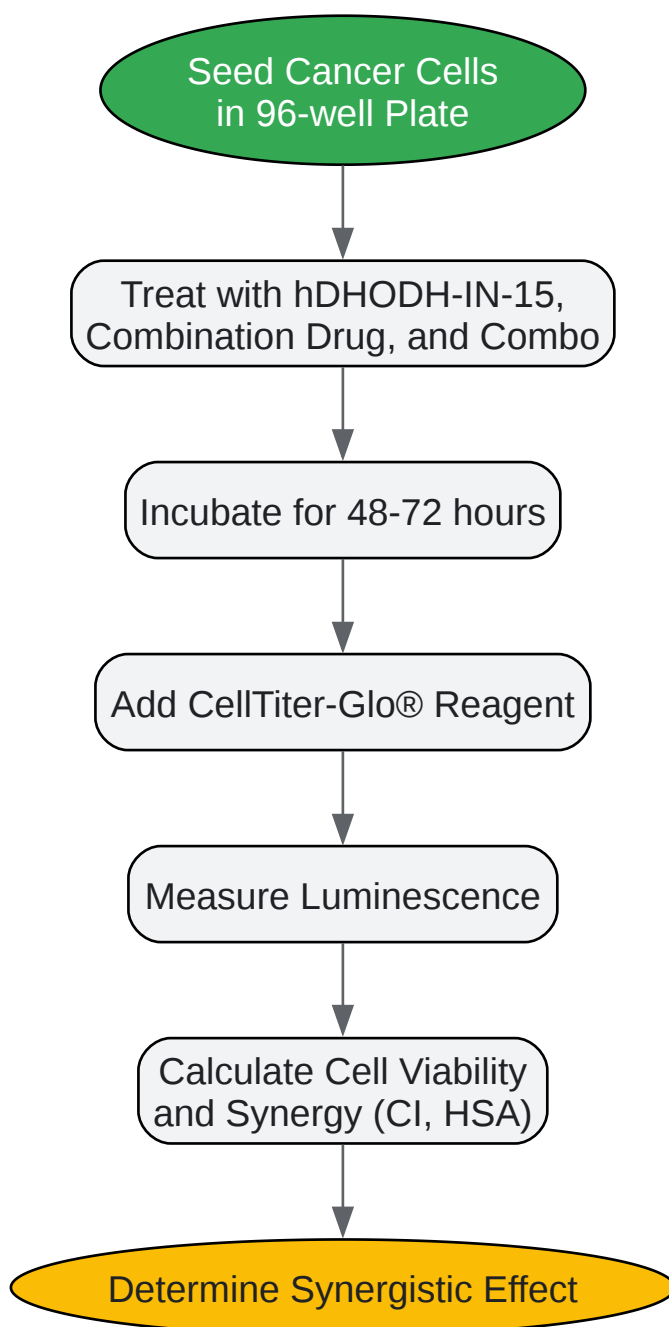 Seed Cancer Cells
in 96-well Plate
Treat with hDHODH-IN-15,
Combination Drug, and Combo
Incubate for 48-72 hours
Add CellTiter-Glo® Reagent
Measure Luminescence
Calculate Cell Viability
and Synergy (CI, HSA)
Determine Synergistic Effect